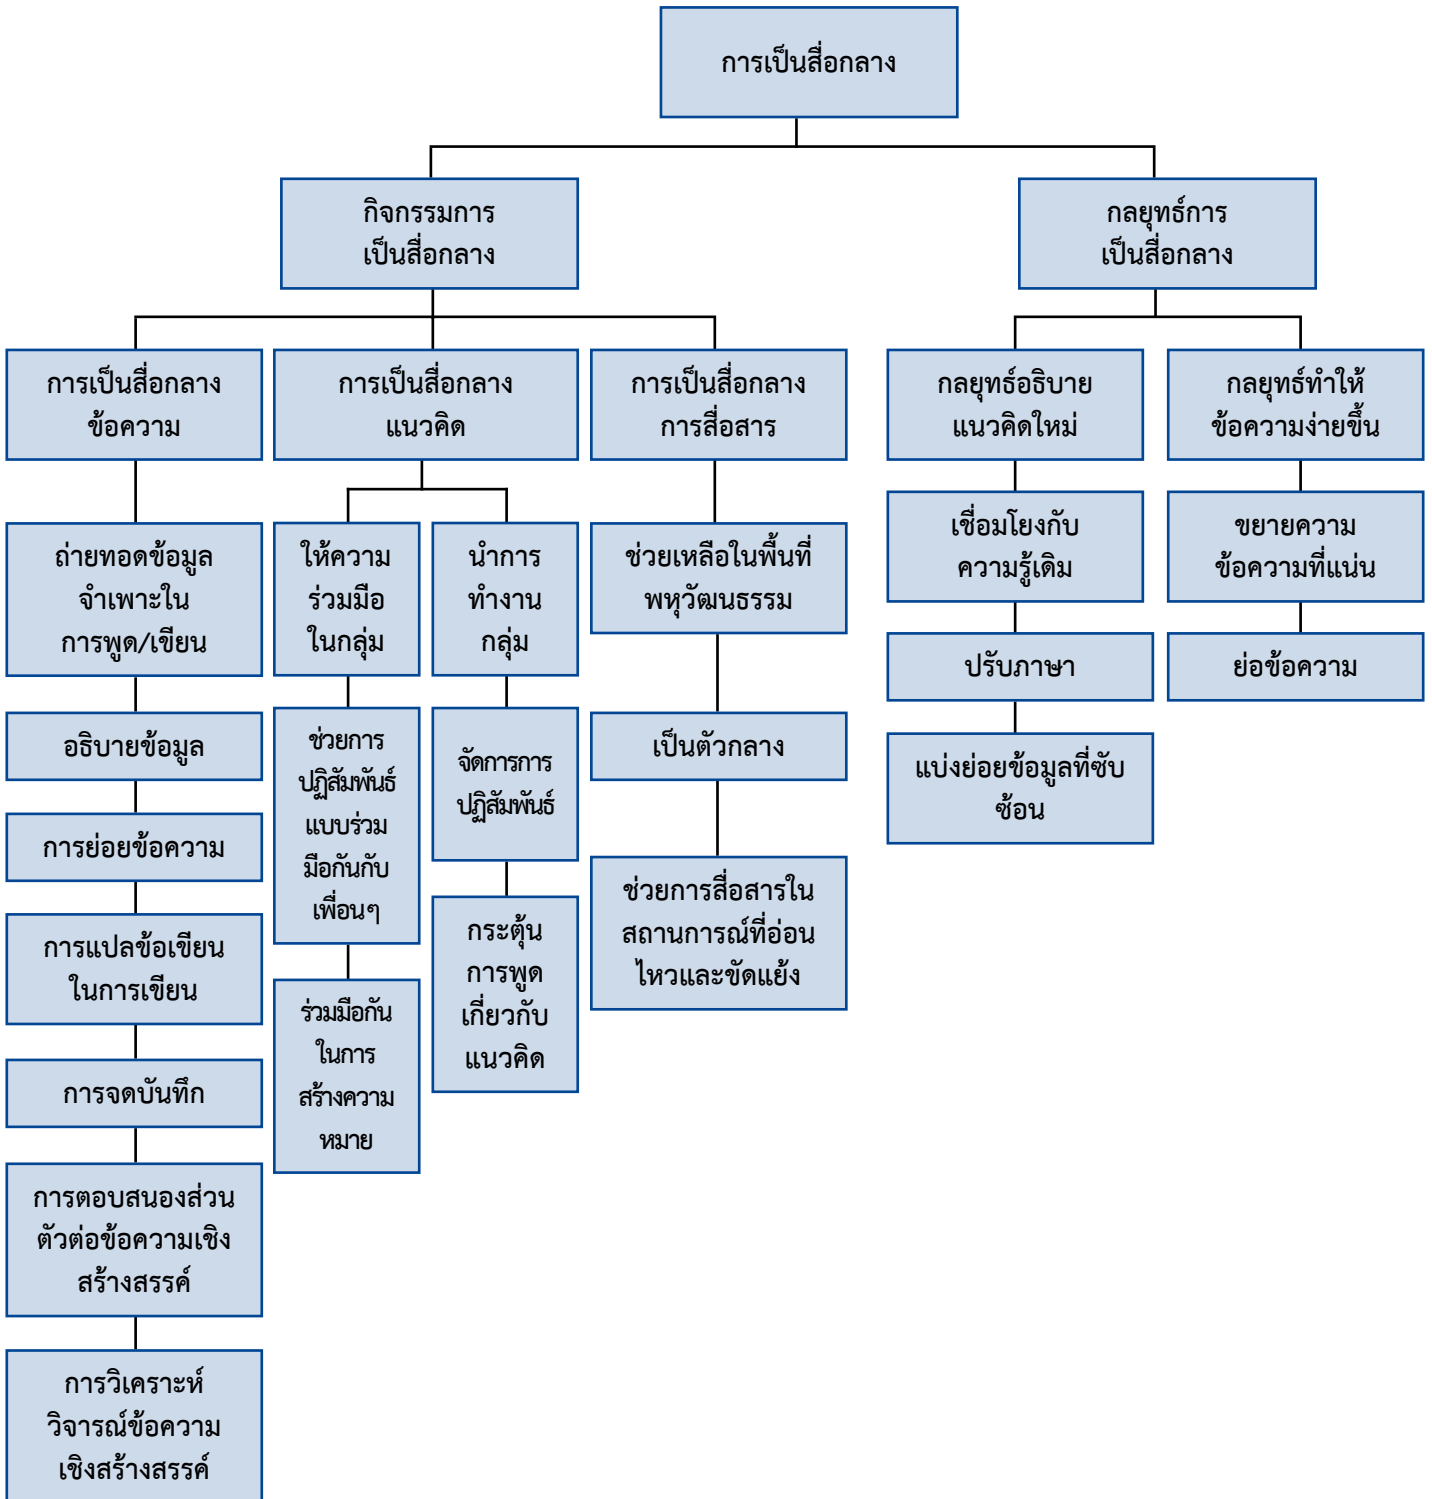 การเป็นสื่อกลาง
กิจกรรมการ
เป็นสื่อกลาง
กลยุทธ์การ
เป็นสื่อกลาง
การเป็นสื่อกลาง
ข้อความ
การเป็นสื่อกลาง
แนวคิด
การเป็นสื่อกลาง
การสื่อสาร
กลยุทธ์อธิบาย
แนวคิดใหม่
กลยุทธ์ทำให้
ข้อความง่ายขึ้น
ถ่ายทอดข้อมูล
จำเพาะใน
การพูด/เขียน
อธิบายข้อมูล
การย่อยข้อความ
การแปลข้อเขียน
ในการเขียน
การจดบันทึก
การตอบสนองส่วน
ตัวต่อข้อความเชิง
สร้างสรรค์
การวิเคราะห์
วิจารณ์ข้อความ
เชิงสร้างสรรค์
ให้ความ
ร่วมมือ
ในกลุ่ม
ช่วยการ
ปฏิสัมพันธ์
แบบร่วม
มือกันกับ
เพื่อนๆ
ร่วมมือกัน
ในการ
สร้างความ
หมาย
นำการ
ทำงาน
กลุ่ม
จัดการการ
ปฏิสัมพันธ์
กระตุ้น
การพูด
เกี่ยวกับ
แนวคิด
ช่วยเหลือในพื้นที่
พหุวัฒนธรรม
เป็นตัวกลาง
ช่วยการสื่อสารใน
สถานการณ์ที่อ่อน
ไหวและขัดแย้ง
เชื่อมโยงกับ
ความรู้เดิม
ปรับภาษา
แบ่งย่อยข้อมูลที่ซับ
ซ้อน
ขยายความ
ข้อความที่แน่น
ย่อข้อความ